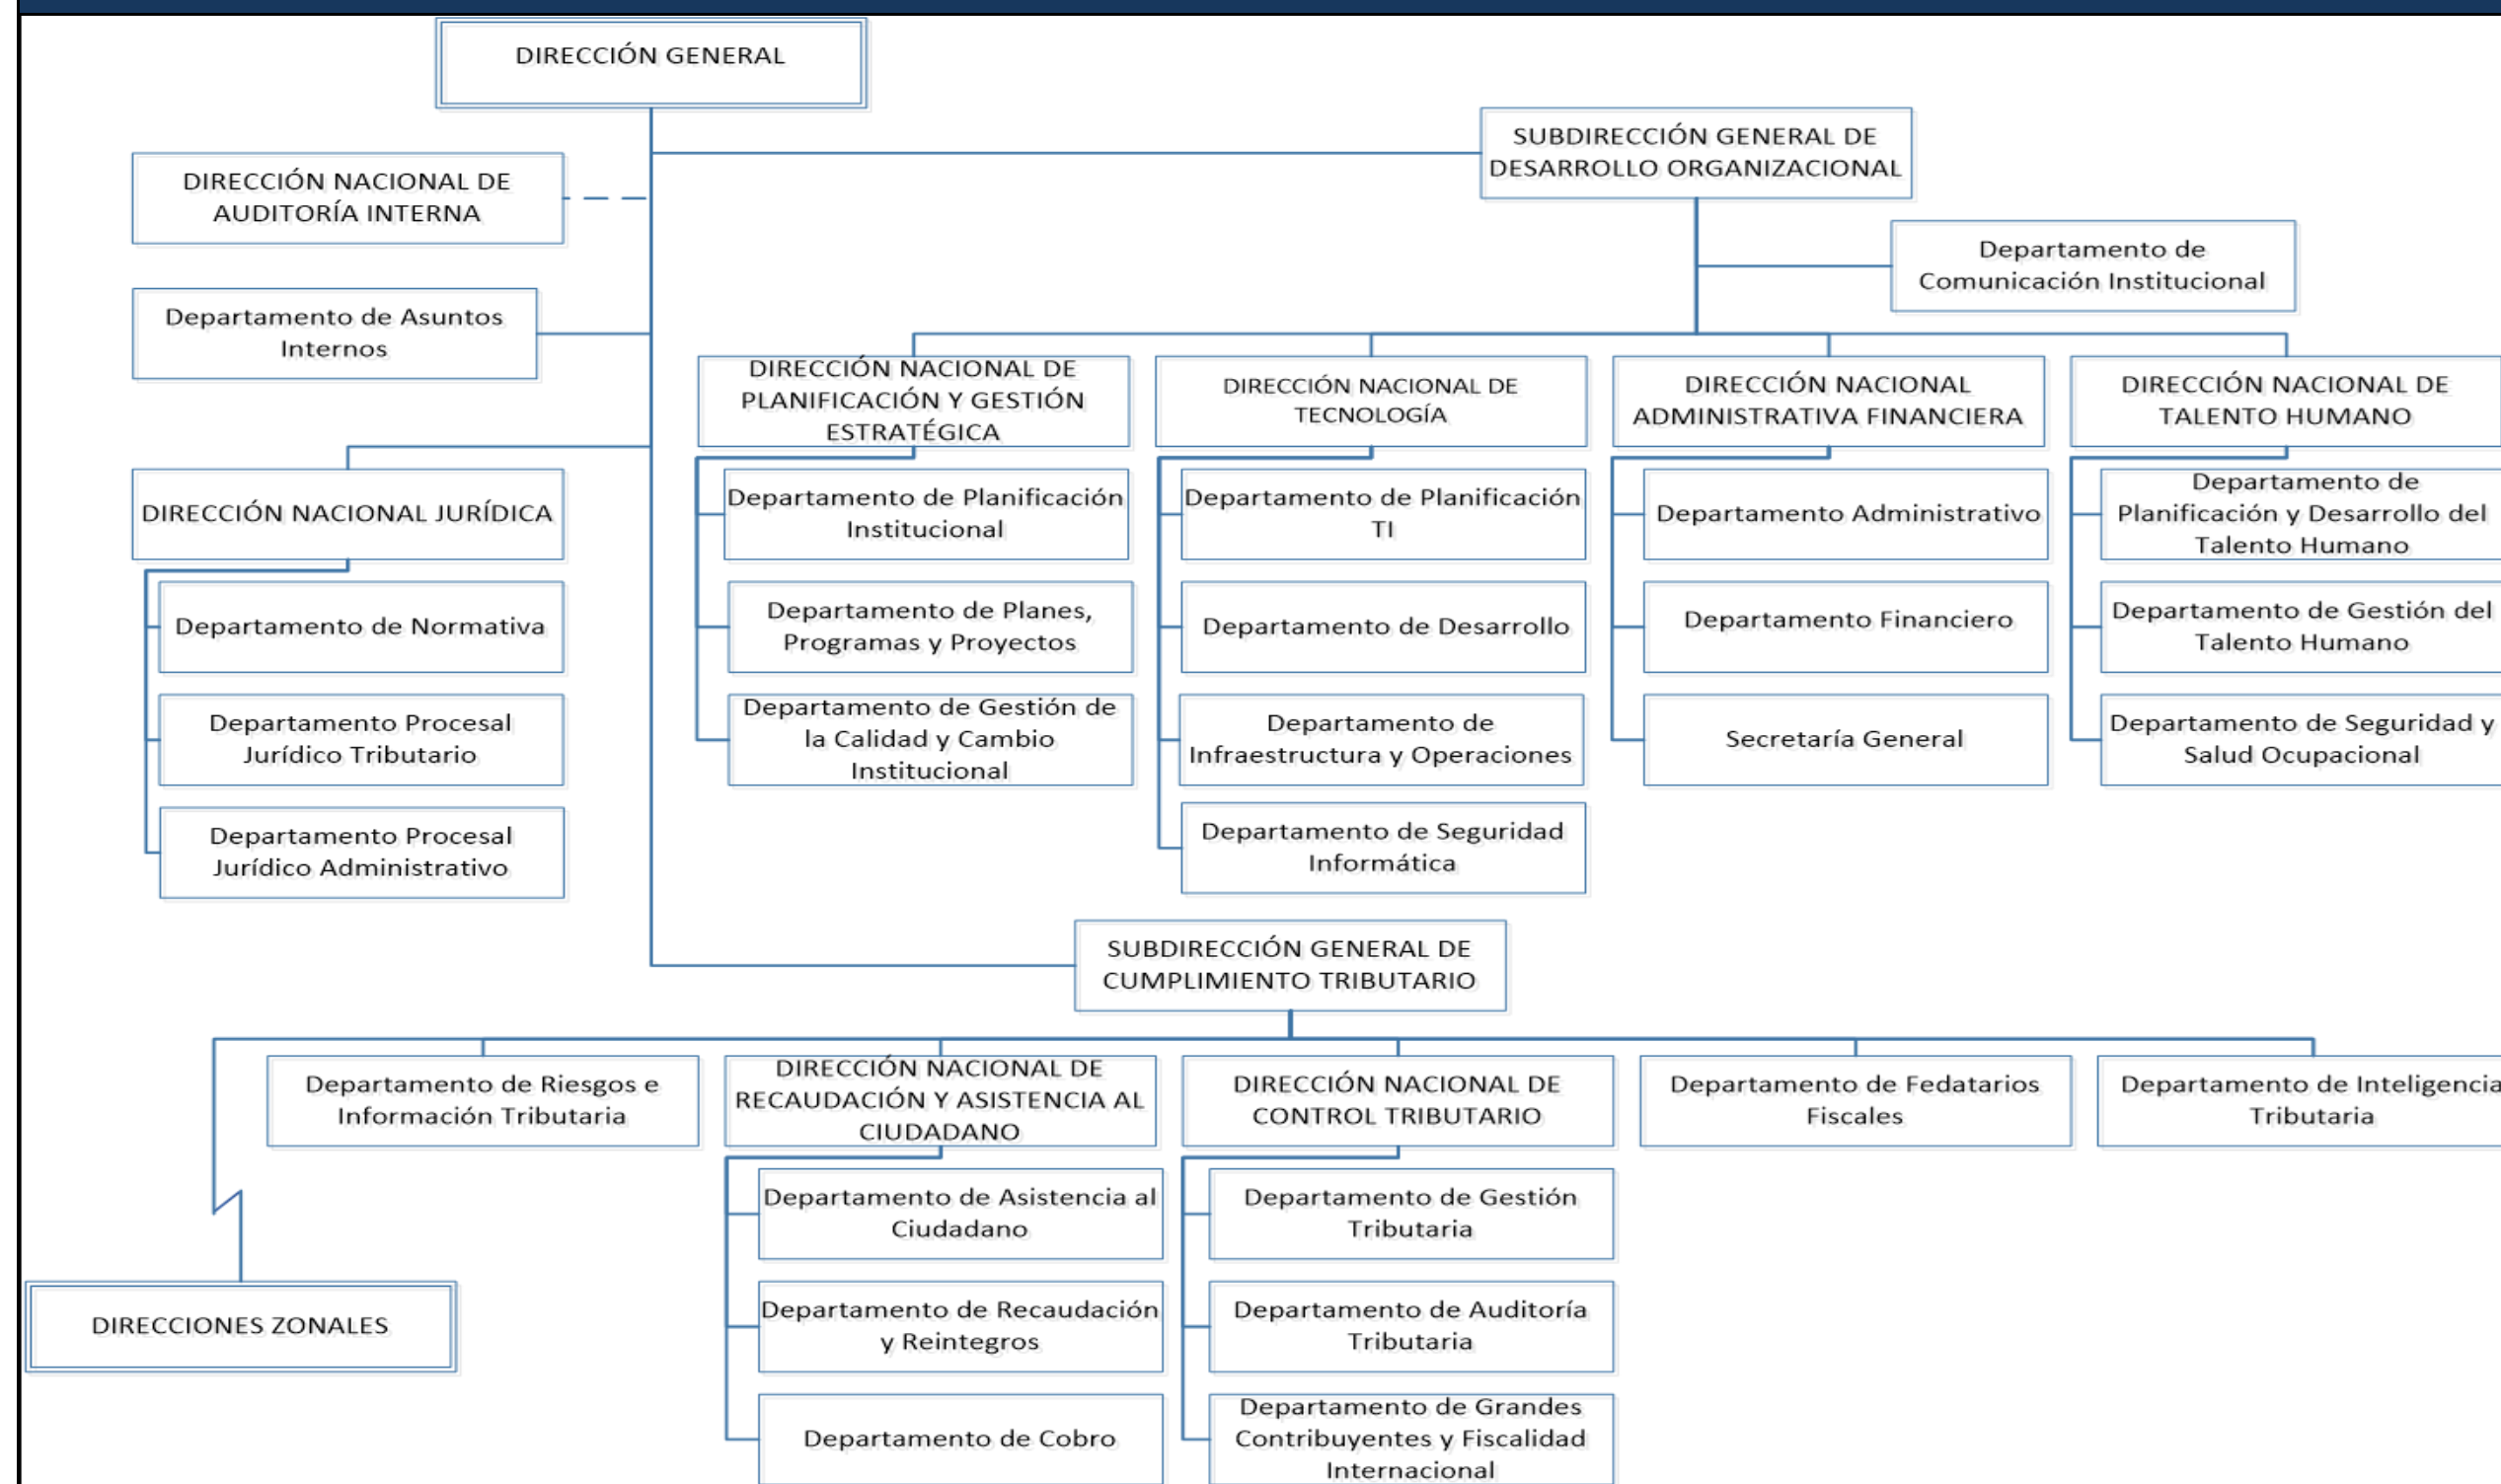 DIRECCIÓN GENERAL
SUBDIRECCIÓN GENERAL DE
DESARROLLO ORGANIZACIONAL
DIRECCIÓN NACIONAL DE
AUDITORÍA INTERNA
Departamento de
Comunicación Institucional
Departamento de Asuntos
Internos
DIRECCIÓN NACIONAL DE
PLANIFICACIÓN Y GESTIÓN
ESTRATÉGICA
DIRECCIÓN NACIONAL DE
TECNOLOGÍA
DIRECCIÓN NACIONAL
ADMINISTRATIVA FINANCIERA
DIRECCIÓN NACIONAL DE
TALENTO HUMANO
DIRECCIÓN NACIONAL JURÍDICA
Departamento de Normativa
Departamento Procesal
Jurídico Tributario
Departamento Procesal
Jurídico Administrativo
Departamento de Planificación
Institucional
Departamento de Planes,
Programas y Proyectos
Departamento de Gestión de
la Calidad y Cambio
Institucional
Departamento de Planificación
TI
Departamento de Desarrollo
Departamento de
Infraestructura y Operaciones
Departamento de Seguridad
Informática
Departamento Administrativo
Departamento Financiero
Secretaría General
Departamento de
Planificación y Desarrollo del
Talento Humano
Departamento de Gestión del
Talento Humano
Departamento de Seguridad y
Salud Ocupacional
SUBDIRECCIÓN GENERAL DE
CUMPLIMIENTO TRIBUTARIO
Departamento de Riesgos e
Información Tributaria
DIRECCIÓN NACIONAL DE
RECAUDACIÓN Y ASISTENCIA AL
CIUDADANO
DIRECCIÓN NACIONAL DE
CONTROL TRIBUTARIO
Departamento de Fedatarios
Fiscales
Departamento de Inteligencia
Tributaria
Departamento de Asistencia al
Ciudadano
Departamento de Recaudación
y Reintegros
Departamento de Cobro
Departamento de Gestión
Tributaria
Departamento de Auditoría
Tributaria
Departamento de Grandes
Contribuyentes y Fiscalidad
Internacional
DIRECCIONES ZONALES